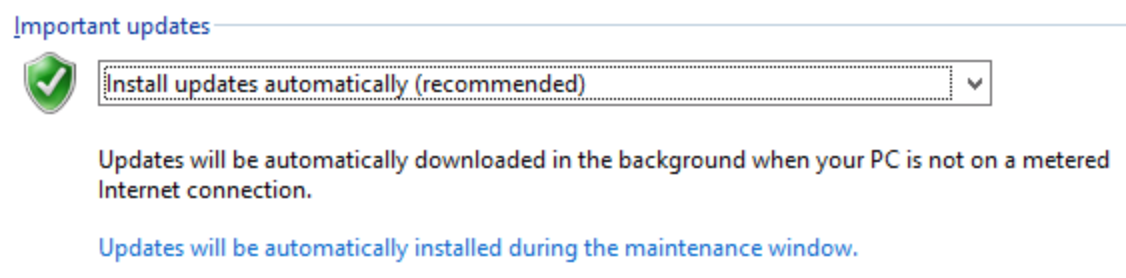 Important updates
Install updates automatically (recommended)
Updates will be automatically downloaded in the background when your PC is not on a metered
Internet connection.
Updates will be automatically installed during the maintenance window.